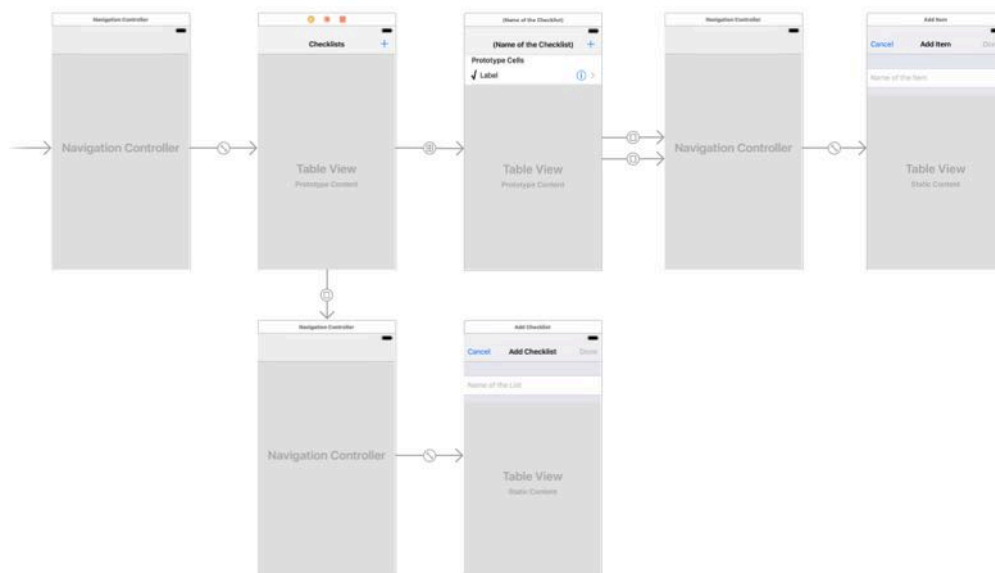 Navigation Controller
Navigation Controller
Checklists +
Table View
Prototype Content
(Name of the Checklist)
(Name of the Checklist) +
Prototype Cells
√ Label
Table View
Prototype Content
Navigation Controller
Navigation Controller
Add Item
Cancel Add Item
Name of the Item
Table View
Static Content
Navigation Controller
Navigation Controller
Add Checklist
Cancel Add Checklist Done
Name of the List
Table View
Static Content